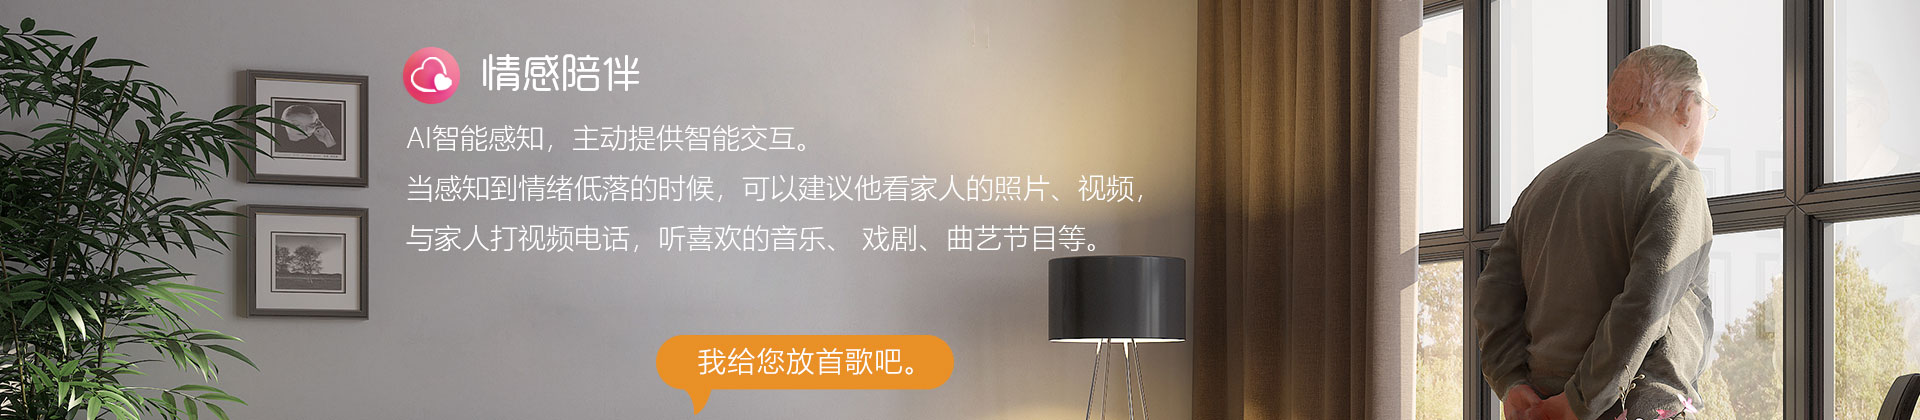 情感陪伴
AI智能感知，主动提供智能交互。
当感知到情绪低落的时候，可以建议他看家人的照片、视频，
与家人打视频电话，听喜欢的音乐、 戏剧、曲艺节目等。
我给您放首歌吧。